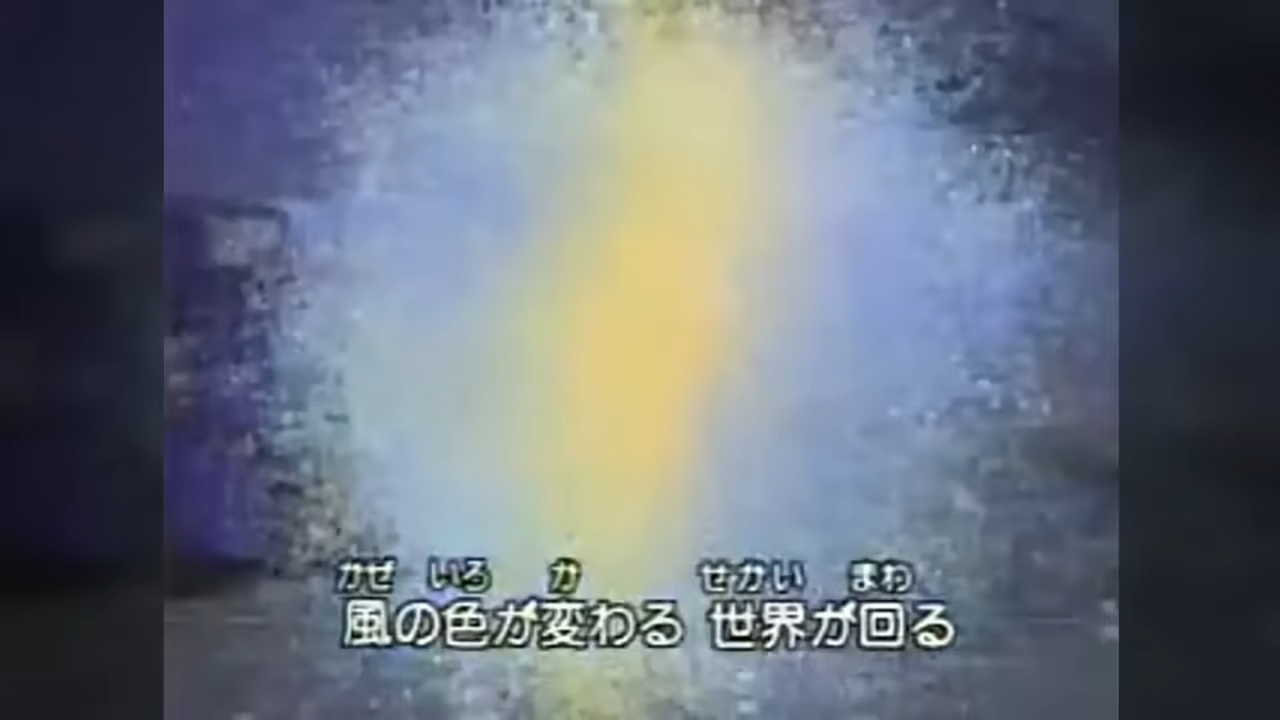 かぜ いろ か せかい まわ
風の色が変わる 世界が回る